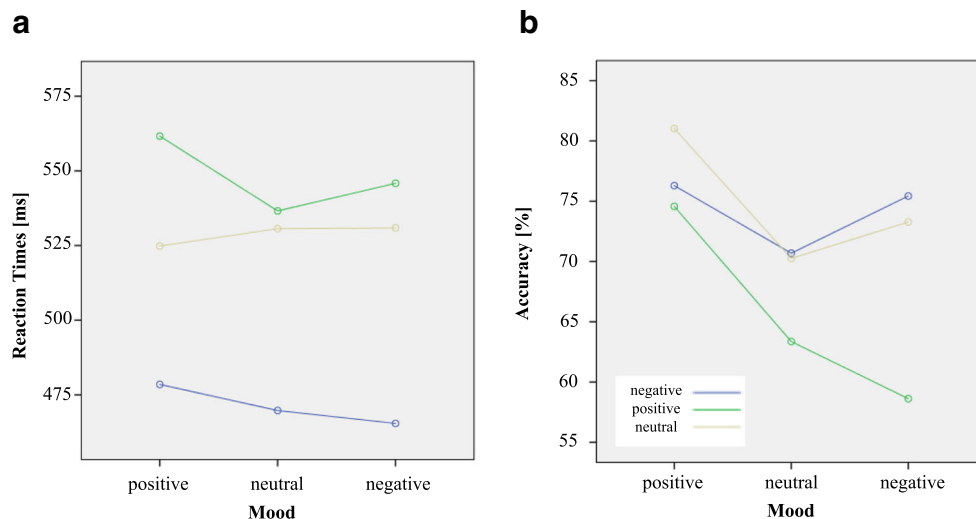 a
575
550
525
500
475
Reaction Times [ms]
positive neutral negative
Mood
b
85
80
75
70
65
60
55
Accuracy [%]
negative
positive
neutral
positive neutral negative
Mood